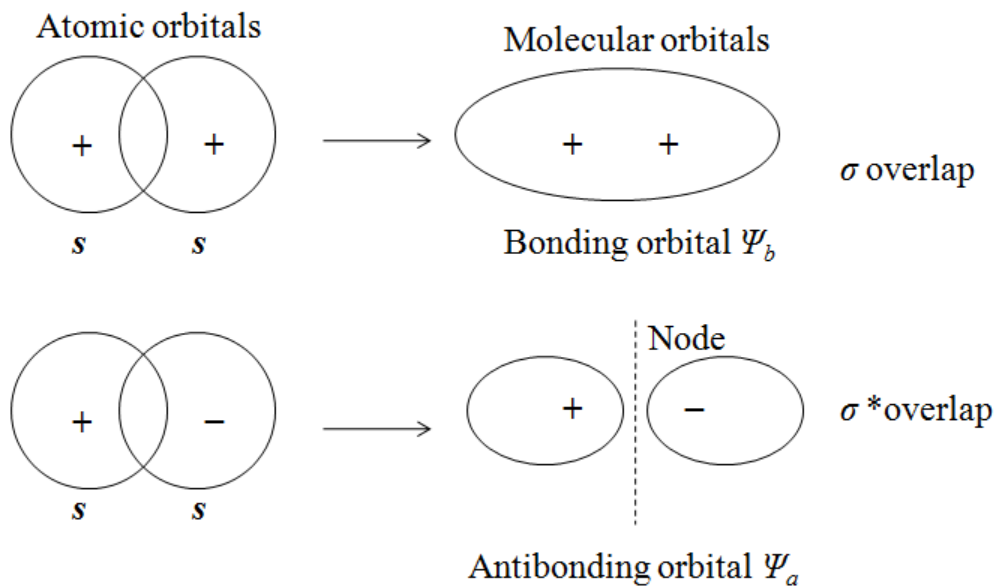 Atomic orbitals
Molecular orbitals
+ +
+ +
σ overlap
s s
Bonding orbital Ψb
Node
+ −
+ −
σ *overlap
s s
Antibonding orbital Ψa